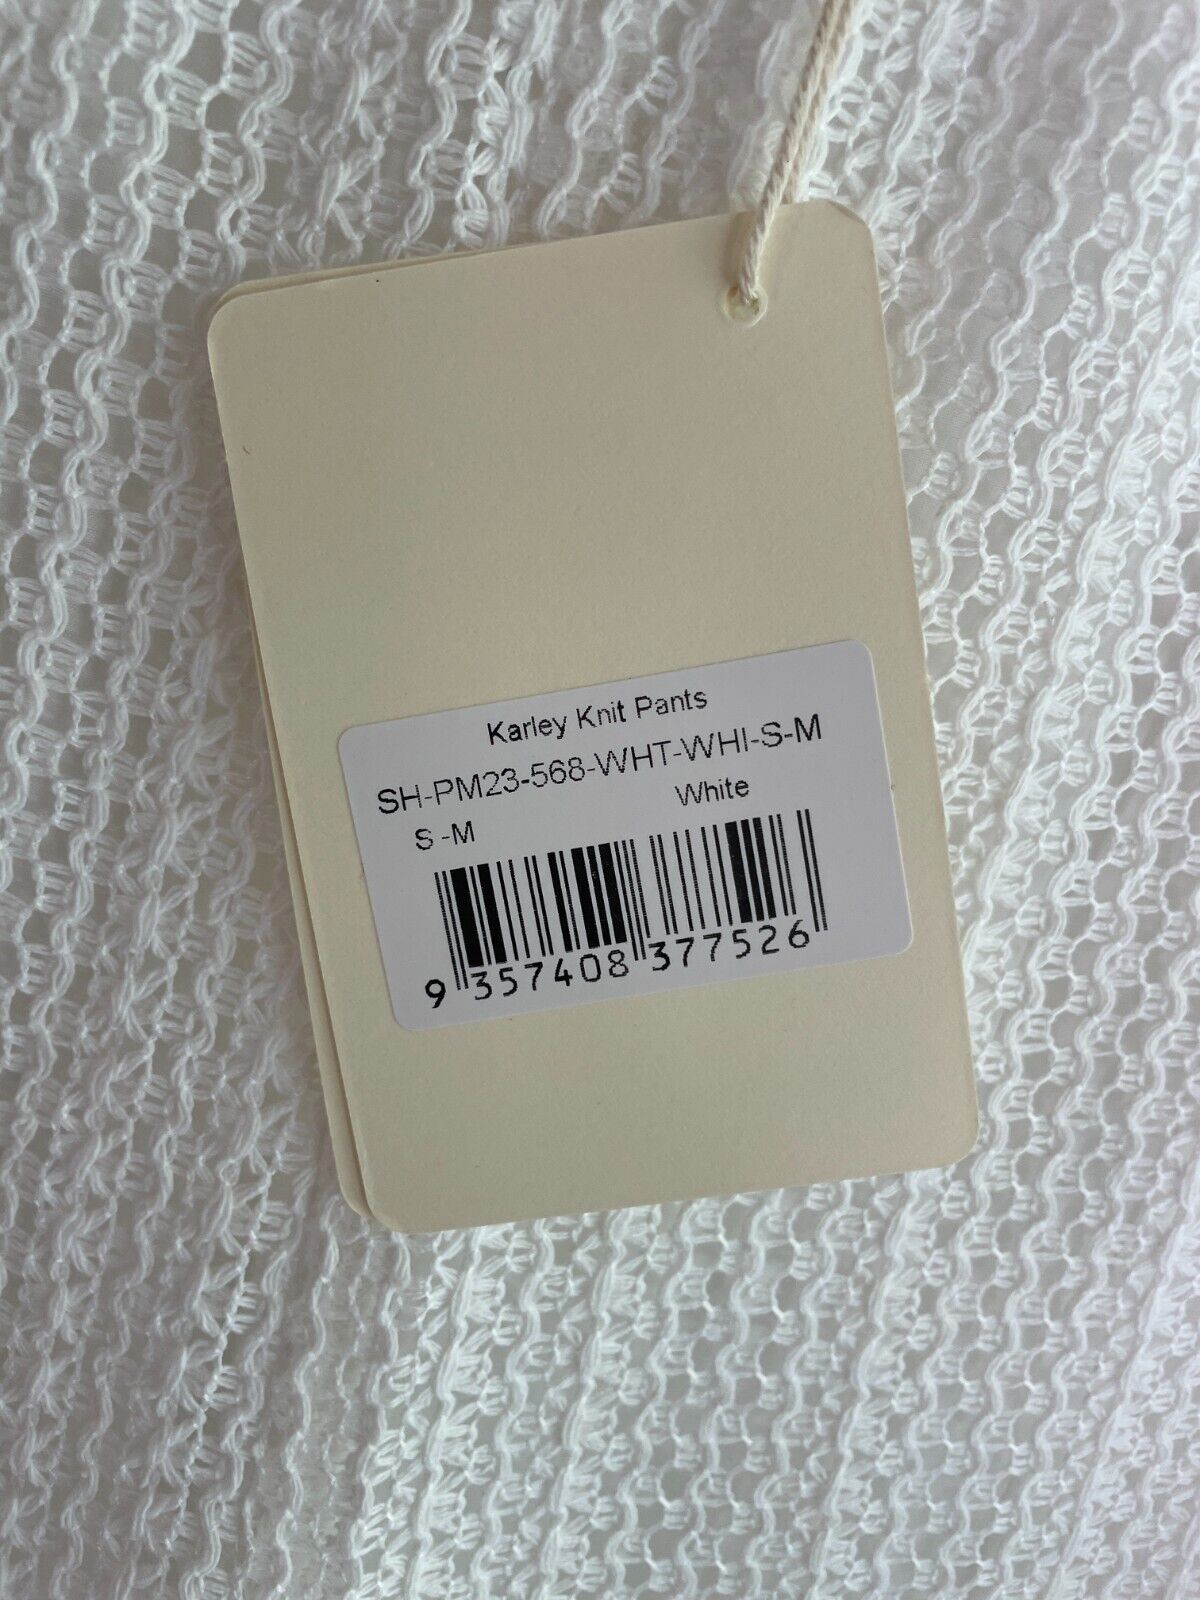 Karley Knit Pants
SH-PM23-568-WHT-WHI-S-M
White
S -M
9 357408 377526